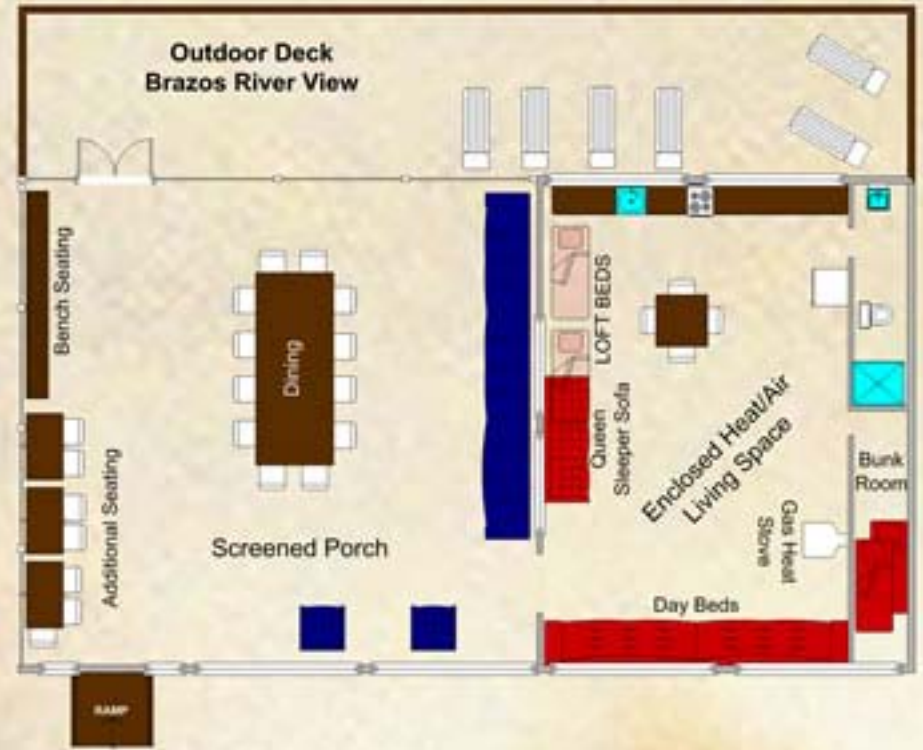 Outdoor Deck
Brazos River View
Bench Seating
Dining
LOFT BEDS
Queen
Sleeper Sofa
Enclosed Heat/Air
Living Space
Bunk
Room
Additional Seating
Screened Porch
Gas Heat
Stove
Day Beds
RAMP